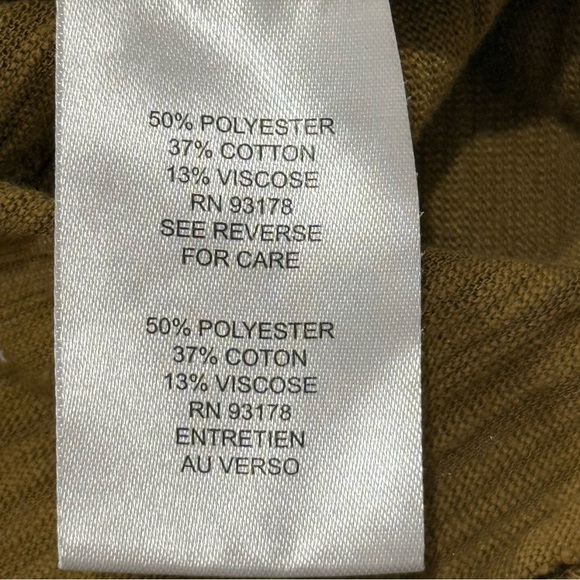 50% POLYESTER
37% COTTON
13% VISCOSE
RN 93178
SEE REVERSE
FOR CARE
50% POLYESTER
37% COTON
13% VISCOSE
RN 93178
ENTRETIEN
AU VERSO